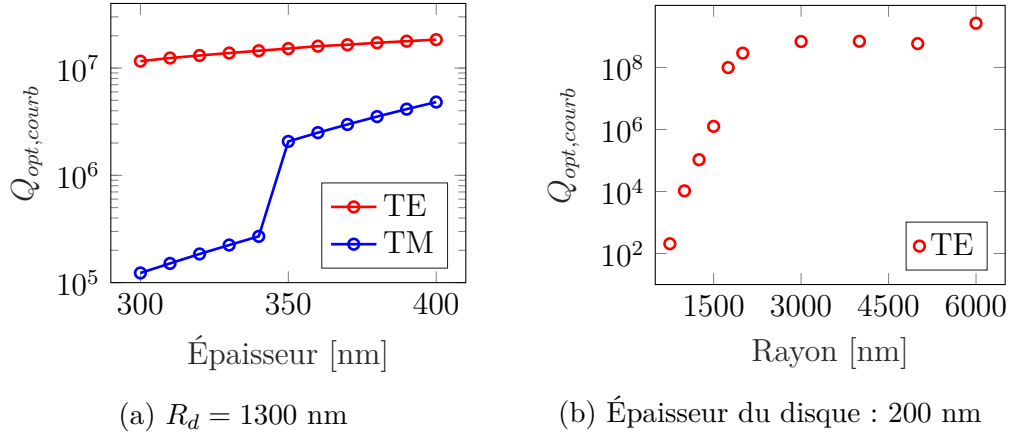 10^7
10^6
10^5
Q_{opt,courb}
TE
TM
300 350 400
Épaisseur [nm]
(a) R_d = 1300 nm
10^8
10^6
10^4
10^2
Q_{opt,courb}
TE
1500 3000 4500 6000
Rayon [nm]
(b) Épaisseur du disque : 200 nm